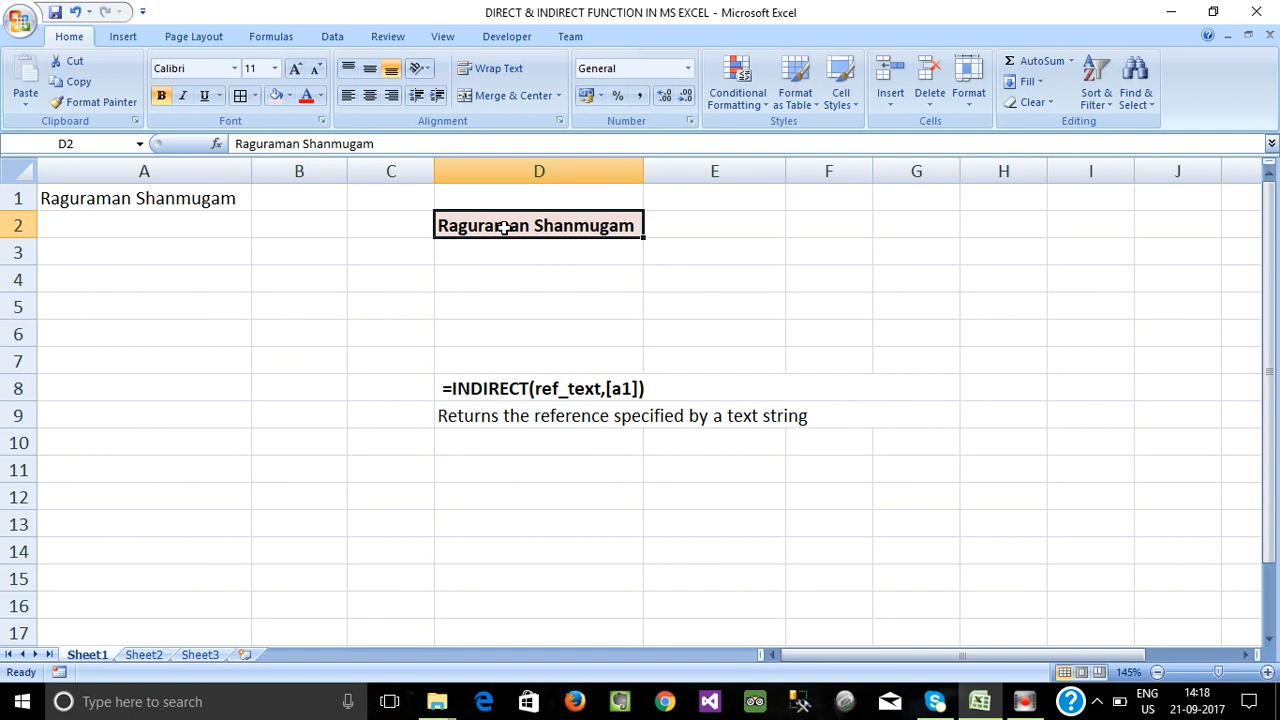 DIRECT & INDIRECT FUNCTION IN MS EXCEL - Microsoft Excel
Home Insert Page Layout Formulas Data Review View Developer Team
Paste Cut Copy Format Painter Clipboard
Calibri 11 B I U A A A Font
Wrap Text Merge & Center Alignment
General % , Number
Conditional Formatting Format as Table Cell Styles Styles
Insert Delete Format Cells
Σ AutoSum Fill Clear Sort & Filter Find & Select Editing
D2 fx Raguraman Shanmugam
A B C D E F G H I J
1 Raguraman Shanmugam
2 Raguraman Shanmugam
3
4
5
6
7
8 =INDIRECT(ref_text,[a1])
9 Returns the reference specified by a text string
10
11
12
13
14
15
16
17
Sheet1 Sheet2 Sheet3
Ready 145%
Type here to search ENG US 14:18 21-09-2017